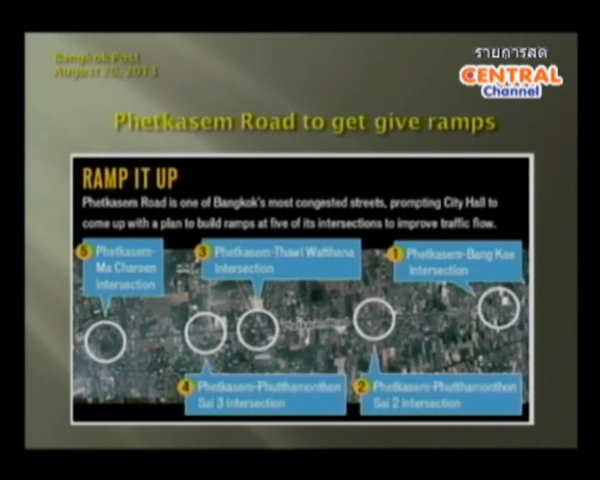 Bangkok Post
August 20, 2013
รายการสด
CENTRAL
Channel
Phetkasem Road to get give ramps
RAMP IT UP
Phetkasem Road is one of Bangkok's most congested streets, prompting City Hall to
come up with a plan to build ramps at five of its intersections to improve traffic flow.
5 Phetkasem-
Ma Charoen
intersection
3 Phetkasem-Thawi Watthana
intersection
1 Phetkasem-Bang Kae
intersection
4 Phetkasem-Phutthamonthon
Sai 3 intersection
2 Phetkasem-Phutthamonthon
Sai 2 intersection